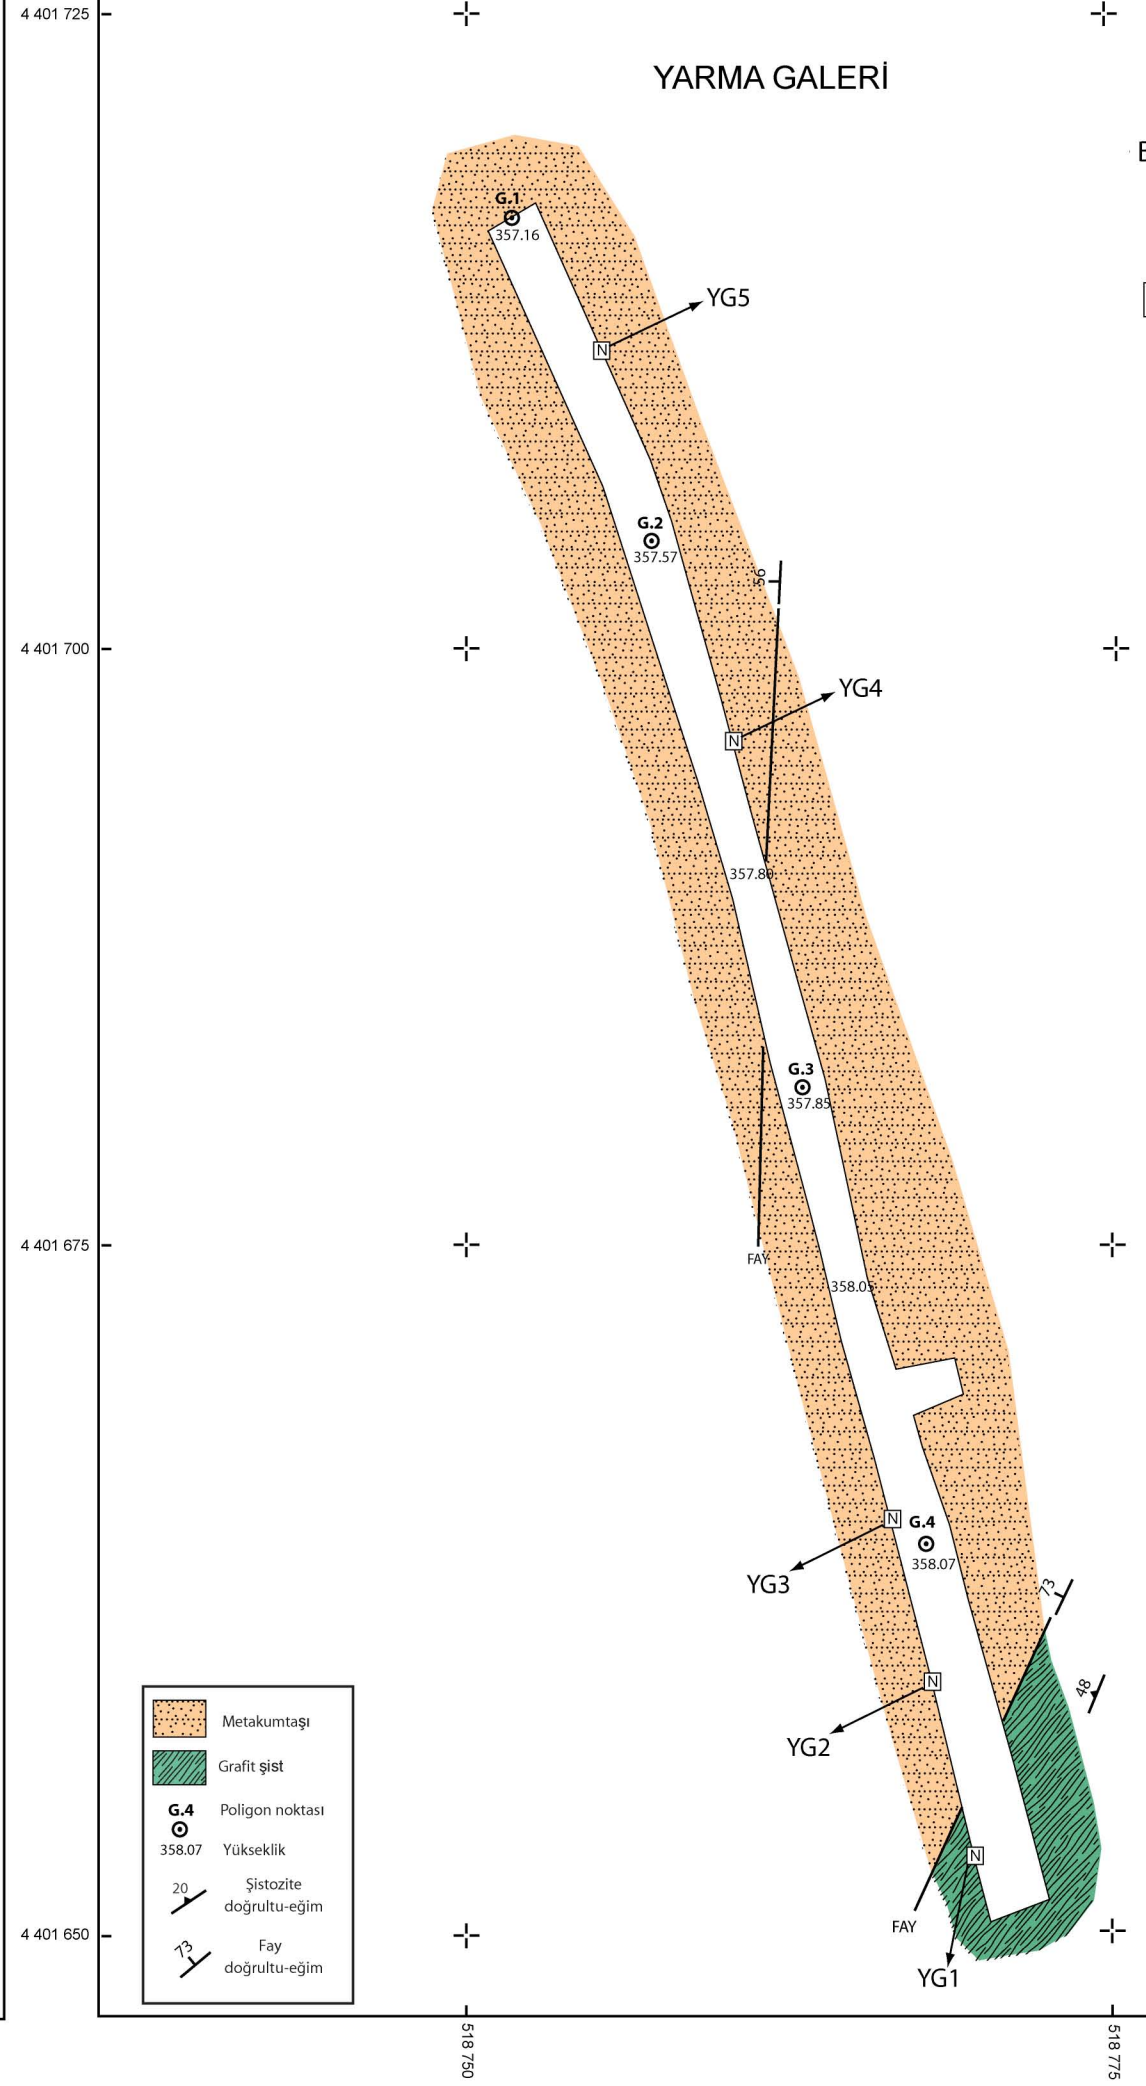 4 401 725
YARMA GALERİ
G.1
357.16
YG5
N
G.2
357.57
56
4 401 700
YG4
N
357.80
G.3
357.85
4 401 675
FAY
358.05
N
G.4
358.07
YG3
73
N
48
YG2
Metakumtaşı
Grafit şist
G.4
Poligon noktası
358.07
Yükseklik
20
Şistozite
doğrultu-eğim
73
Fay
doğrultu-eğim
N
FAY
4 401 650
YG1
518 750
518 775